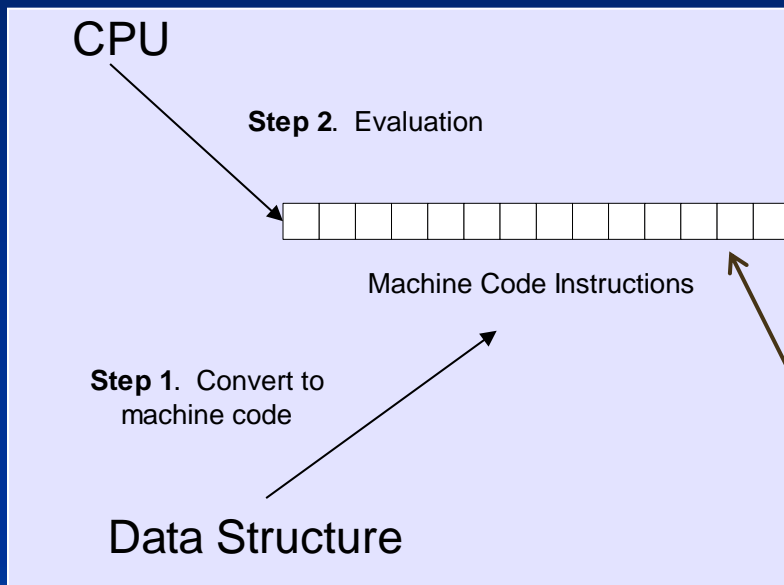 CPU
Step 2. Evaluation
Machine Code Instructions
Step 1. Convert to
machine code
Data Structure